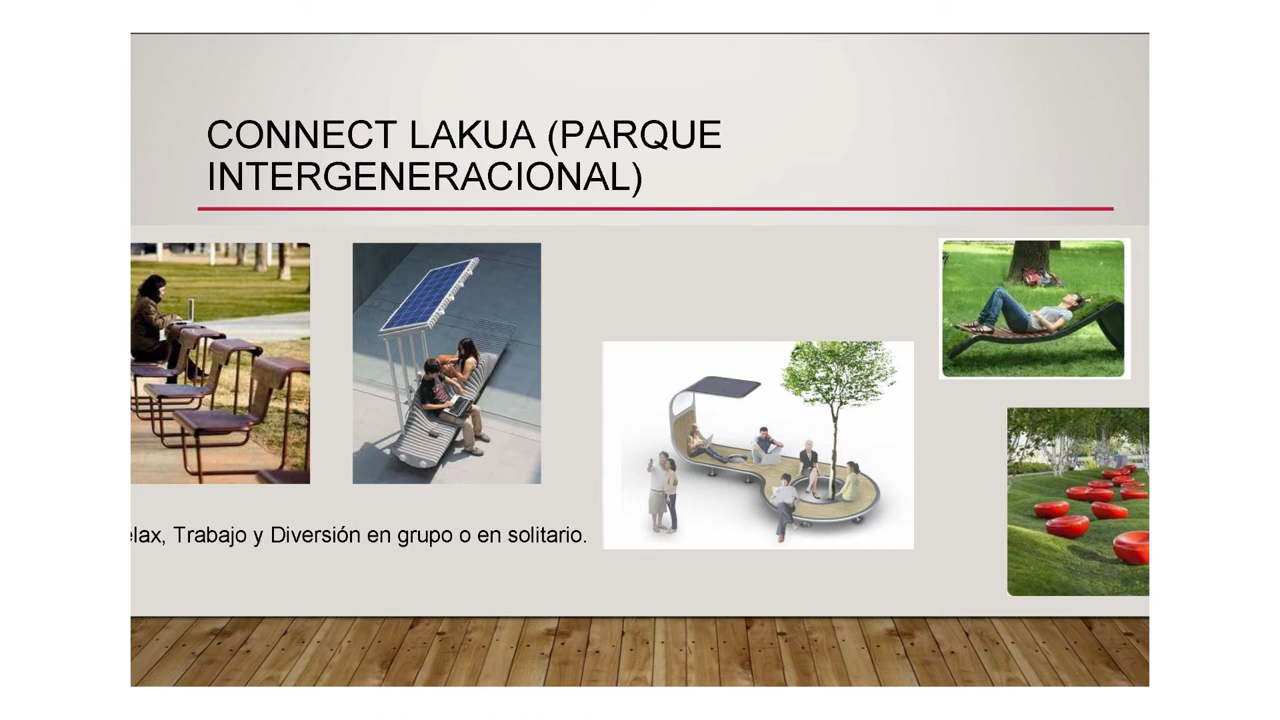 CONNECT LAKUA (PARQUE
INTERGENERACIONAL)
elax, Trabajo y Diversión en grupo o en solitario.